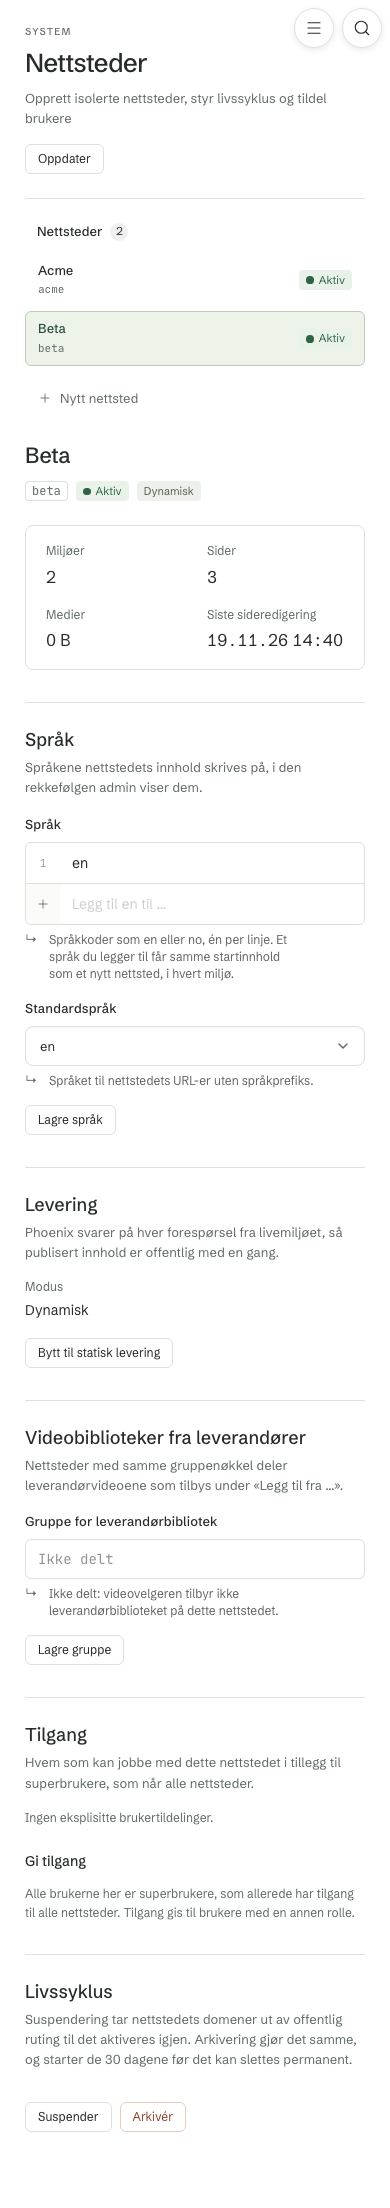 SYSTEM
Nettsteder
Opprett isolerte nettsteder, styr livssyklus og tildel
brukere
Oppdater
Nettsteder 2
Acme
acme
Aktiv
Beta
beta
Aktiv
+ Nytt nettsted
Beta
beta Aktiv Dynamisk
Miljøer Sider
2 3
Medier Siste sideredigering
0 B 19.11.26 14:40
Språk
Språkene nettstedets innhold skrives på, i den
rekkefølgen admin viser dem.
Språk
1 en
+ Legg til en til ...
Språkkoder som en eller no, én per linje. Et
språk du legger til får samme startinnhold
som et nytt nettsted, i hvert miljø.
Standardspråk
en
Språket til nettstedets URL-er uten språkprefiks.
Lagre språk
Levering
Phoenix svarer på hver forespørsel fra livemiljøet, så
publisert innhold er offentlig med en gang.
Modus
Dynamisk
Bytt til statisk levering
Videobiblioteker fra leverandører
Nettsteder med samme gruppenøkkel deler
leverandørvideoene som tilbys under «Legg til fra ...».
Gruppe for leverandørbibliotek
Ikke delt
Ikke delt: videovelgeren tilbyr ikke
leverandørbiblioteket på dette nettstedet.
Lagre gruppe
Tilgang
Hvem som kan jobbe med dette nettstedet i tillegg til
superbrukere, som når alle nettsteder.
Ingen eksplisitte brukertildelinger.
Gi tilgang
Alle brukerne her er superbrukere, som allerede har tilgang
til alle nettsteder. Tilgang gis til brukere med en annen rolle.
Livssyklus
Suspendering tar nettstedets domener ut av offentlig
ruting til det aktiveres igjen. Arkivering gjør det samme,
og starter de 30 dagene før det kan slettes permanent.
Suspender Arkivér